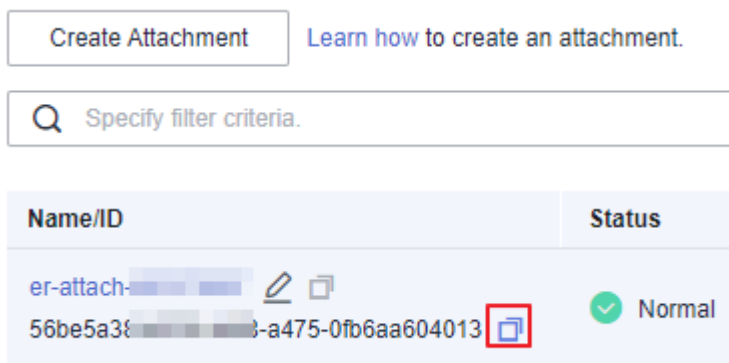 Create Attachment
Learn how to create an attachment.
Specify filter criteria.
Name/ID Status
er-attach-
56be5a38 -a475-0fb6aa604013
Normal